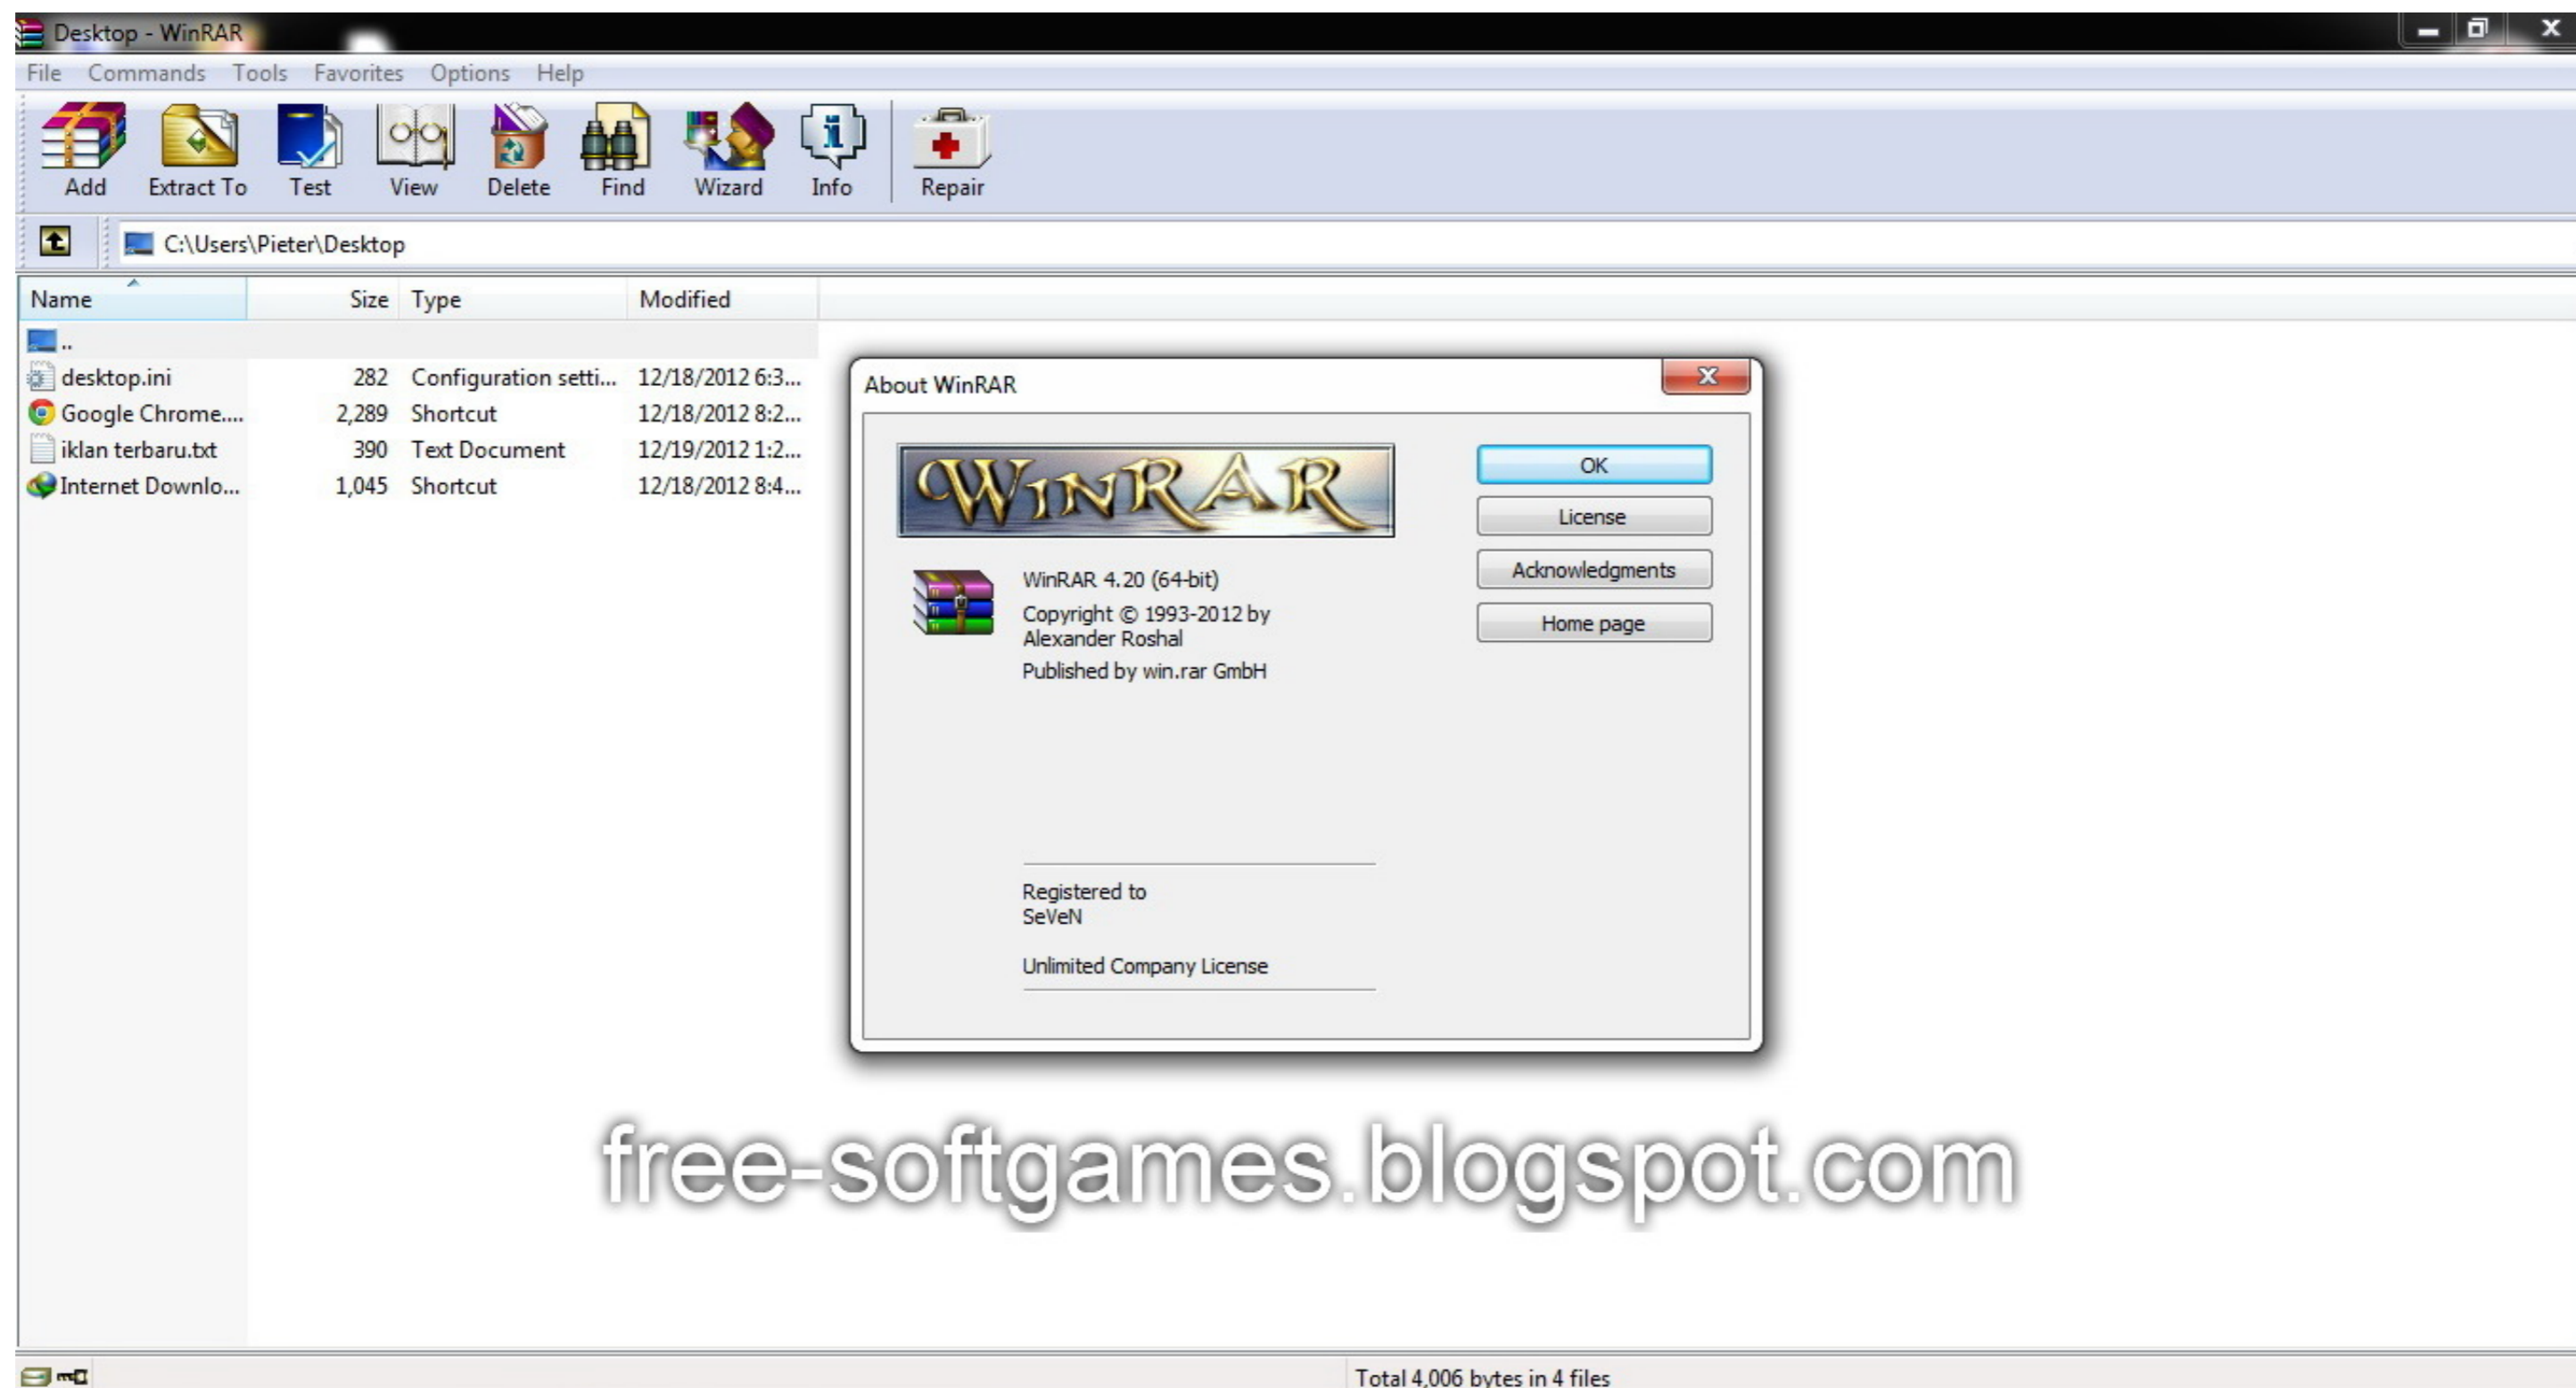 Desktop - WinRAR
File Commands Tools Favorites Options Help
Add Extract To Test View Delete Find Wizard Info Repair
C:\Users\Pieter\Desktop
Name Size Type Modified
..
desktop.ini 282 Configuration setti... 12/18/2012 6:3...
Google Chrome.... 2,289 Shortcut 12/18/2012 8:2...
iklan terbaru.txt 390 Text Document 12/19/2012 1:2...
Internet Downlo... 1,045 Shortcut 12/18/2012 8:4...
About WinRAR
WinRAR
OK
License
Acknowledgments
Home page
WinRAR 4.20 (64-bit)
Copyright © 1993-2012 by
Alexander Roshal
Published by win.rar GmbH
Registered to
SeVeN
Unlimited Company License
free-softgames.blogspot.com
Total 4,006 bytes in 4 files